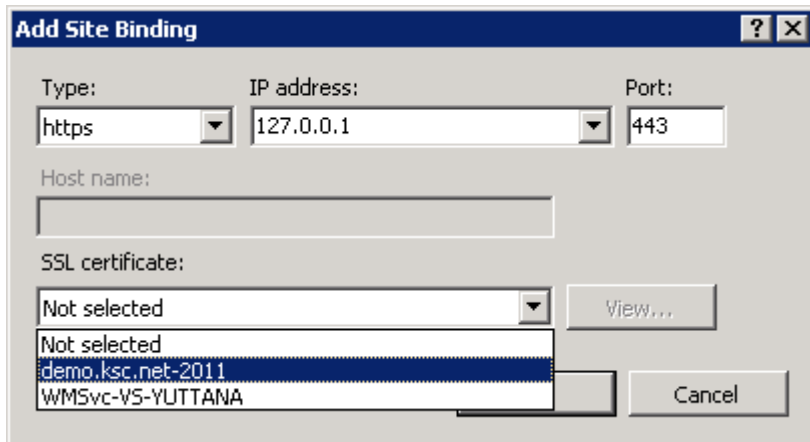 Add Site Binding
Type: IP address: Port:
https 127.0.0.1 443
Host name:
SSL certificate:
Not selected View...
Not selected
demo.ksc.net-2011
WMSvc-VS-YUTTANA
Cancel